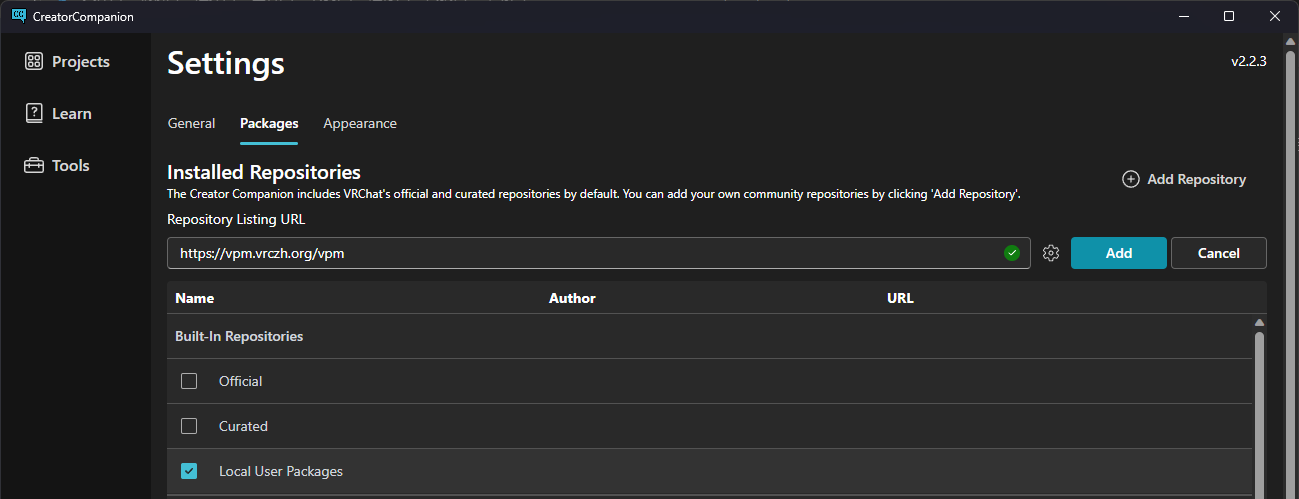 CreatorCompanion
Projects
Learn
Tools
Settings
v2.2.3
General Packages Appearance
Installed Repositories
The Creator Companion includes VRChat's official and curated repositories by default. You can add your own community repositories by clicking 'Add Repository'.
Add Repository
Repository Listing URL
https://vpm.vrczh.org/vpm
Add Cancel
Name Author URL
Built-In Repositories
Official
Curated
Local User Packages